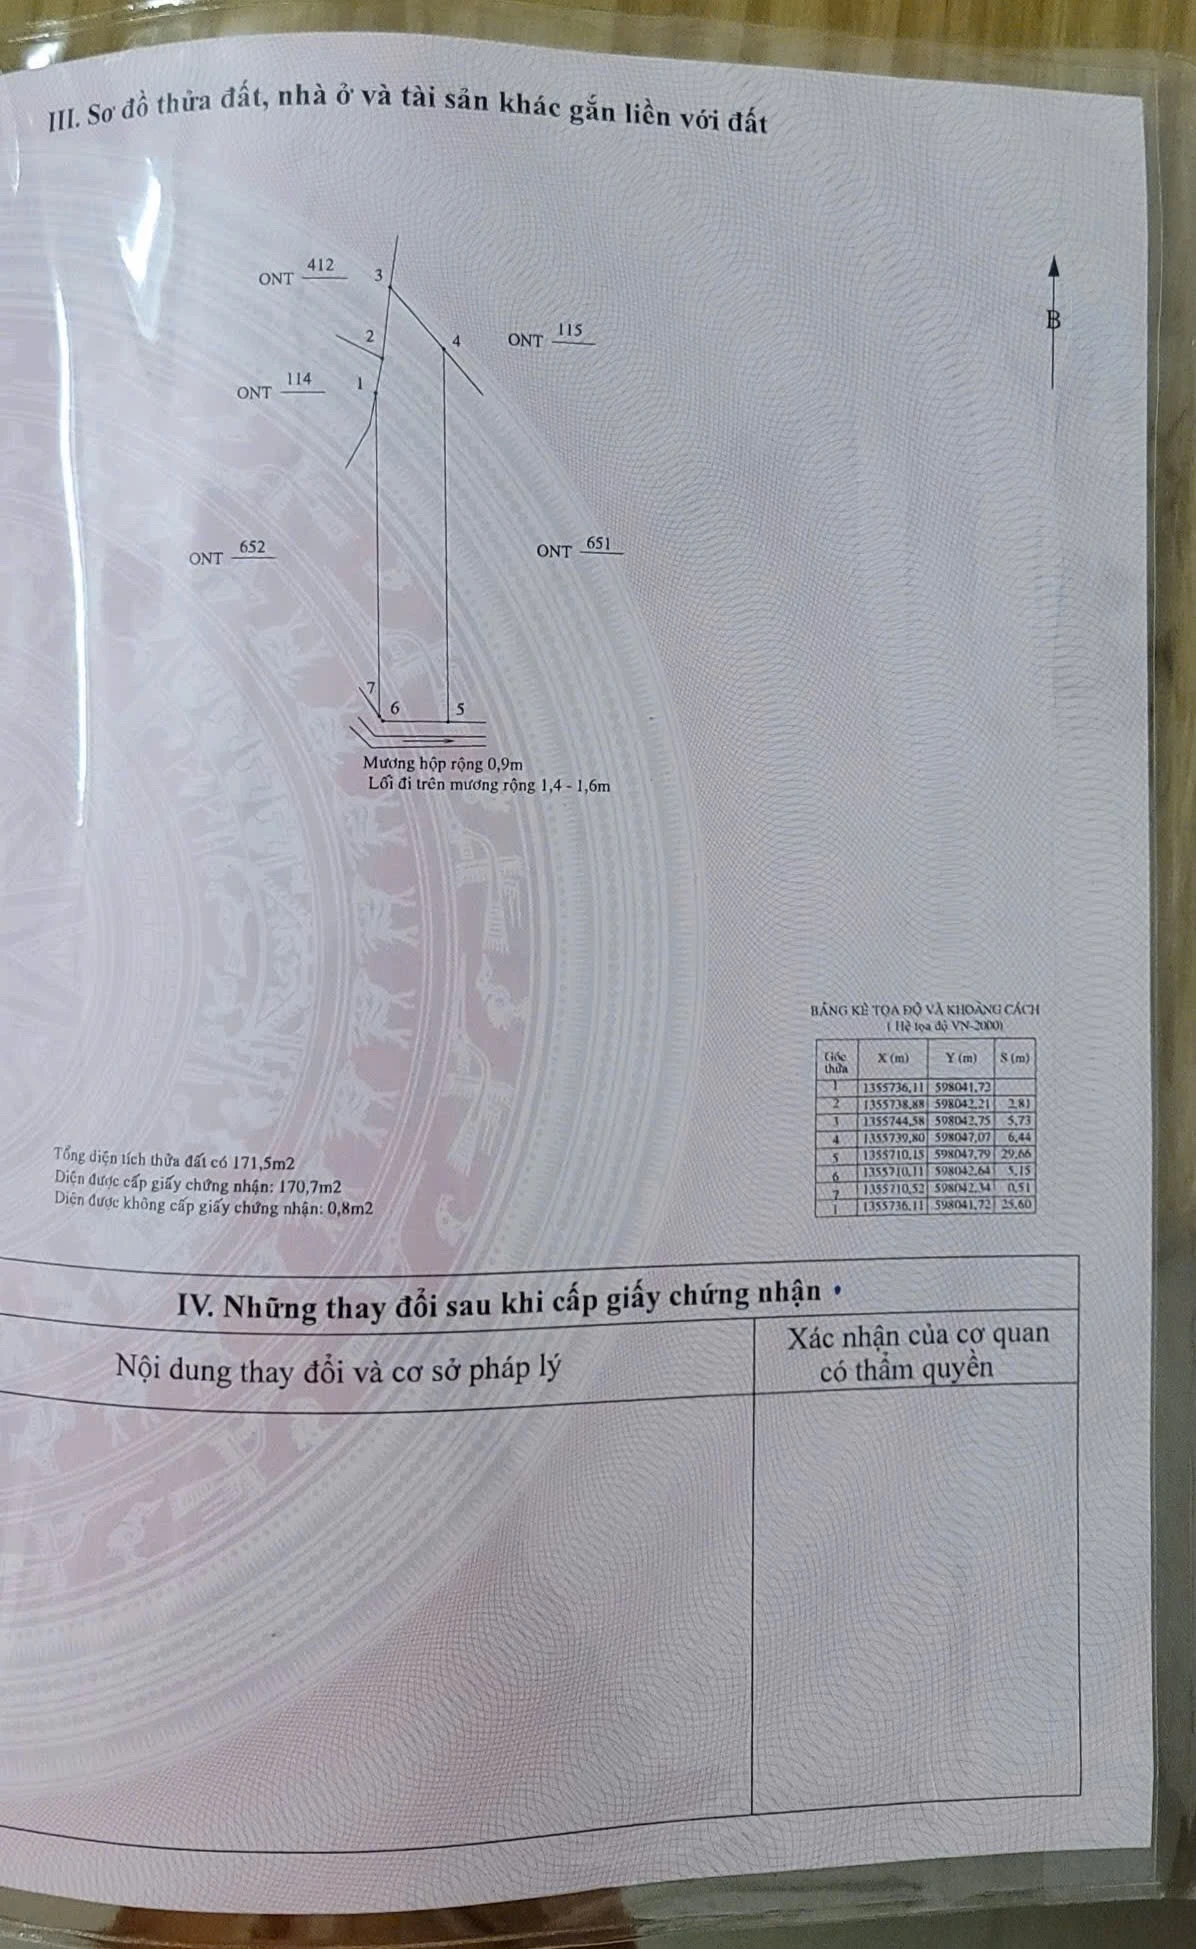 III. Sơ đồ thửa đất, nhà ở và tài sản khác gắn liền với đất
ONT 412
3
2
4
ONT 115
B
ONT 114
1
ONT 652
ONT 651
7
6
5
Mương hộp rộng 0,9m
Lối đi trên mương rộng 1,4 - 1,6m
BẢNG KÊ TỌA ĐỘ VÀ KHOẢNG CÁCH
( Hệ tọa độ VN-2000)
Góc thửa X (m) Y (m) S (m)
1 1355736,11 598041,72
2 1355738,88 598042,21 2,81
3 1355744,58 598042,75 5,73
4 1355739,80 598047,07 6,44
5 1355710,15 598047,79 29,66
6 1355710,11 598042,64 5,15
7 1355710,52 598042,34 0,51
1 1355736,11 598041,72 25,60
Tổng diện tích thửa đất có 171,5m2
Diện được cấp giấy chứng nhận: 170,7m2
Diện được không cấp giấy chứng nhận: 0,8m2
IV. Những thay đổi sau khi cấp giấy chứng nhận
Nội dung thay đổi và cơ sở pháp lý
Xác nhận của cơ quan
có thẩm quyền